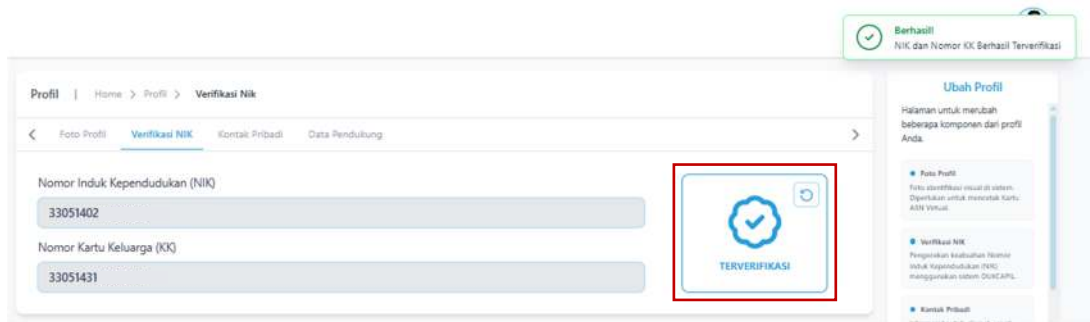 Berhasil!
NIK dan Nomor KK Berhasil Terverifikasi
Profil | Home > Profil > Verifikasi Nik
Foto Profil Verifikasi NIK Kontak Pribadi Data Pendukung
Nomor Induk Kependudukan (NIK)
33051402
Nomor Kartu Keluarga (KK)
33051431
TERVERIFIKASI
Ubah Profil
Halaman untuk merubah
beberapa komponen dari profil
Anda.
Foto Profil
Foto identifikasi visual di sistem.
Diperlukan untuk mencetak Kartu
ASN Virtual.
Verifikasi NIK
Pengecekan keabsahan Nomor
Induk Kependudukan (NIK)
menggunakan sistem DUKCAPIL.
Kontak Pribadi